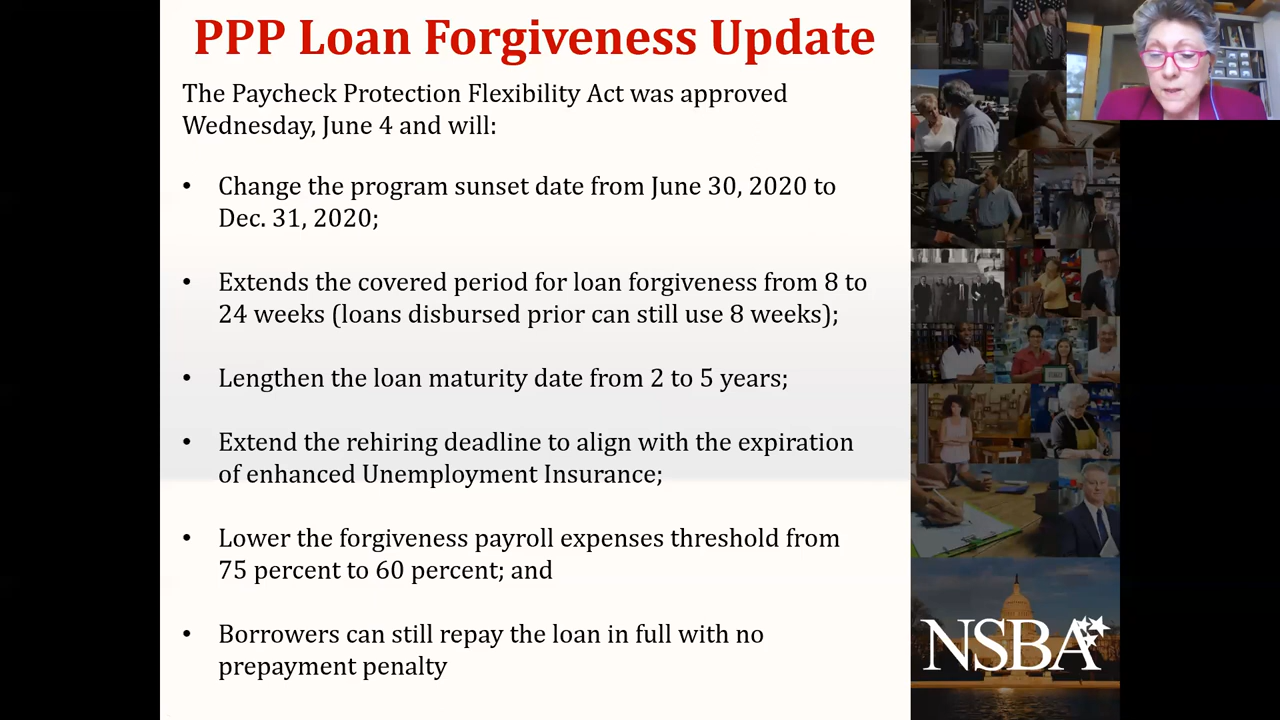 PPP Loan Forgiveness Update
The Paycheck Protection Flexibility Act was approved
Wednesday, June 4 and will:
• Change the program sunset date from June 30, 2020 to
Dec. 31, 2020;
• Extends the covered period for loan forgiveness from 8 to
24 weeks (loans disbursed prior can still use 8 weeks);
• Lengthen the loan maturity date from 2 to 5 years;
• Extend the rehiring deadline to align with the expiration
of enhanced Unemployment Insurance;
• Lower the forgiveness payroll expenses threshold from
75 percent to 60 percent; and
• Borrowers can still repay the loan in full with no
prepayment penalty
NSBA